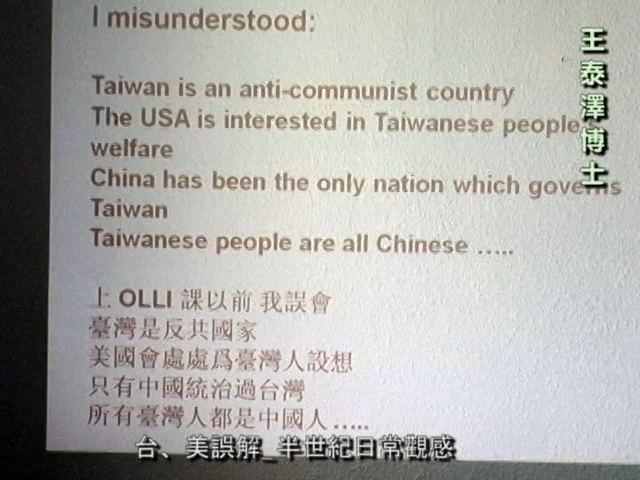 I misunderstood:
Taiwan is an anti-communist country
The USA is interested in Taiwanese people
welfare
China has been the only nation which governs
Taiwan
Taiwanese people are all Chinese .....
上 OLLI 課以前 我誤會
臺灣是反共國家
美國會處處爲臺灣人設想
只有中國統治過台灣
所有臺灣人都是中國人 .....
王泰澤博士
台、美誤解_半世紀日常觀感